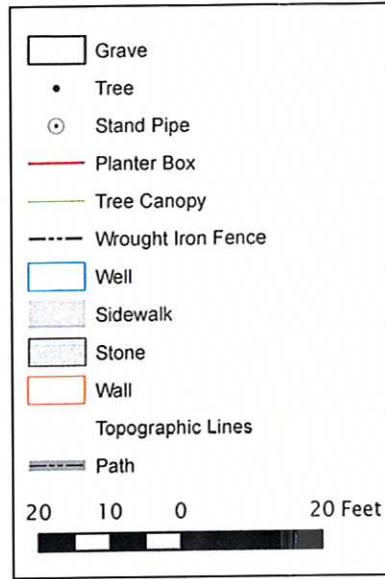 Grave
Tree
Stand Pipe
Planter Box
Tree Canopy
Wrought Iron Fence
Well
Sidewalk
Stone
Wall
Topographic Lines
Path
20 10 0 20 Feet